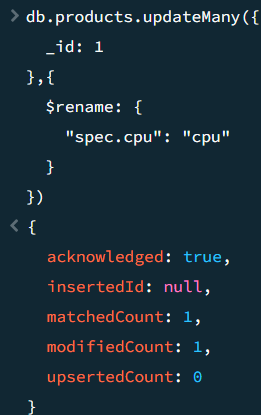 > db.products.updateMany({
_id: 1
},{
$rename: {
"spec.cpu": "cpu"
}
})
< {
acknowledged: true,
insertedId: null,
matchedCount: 1,
modifiedCount: 1,
upsertedCount: 0
}